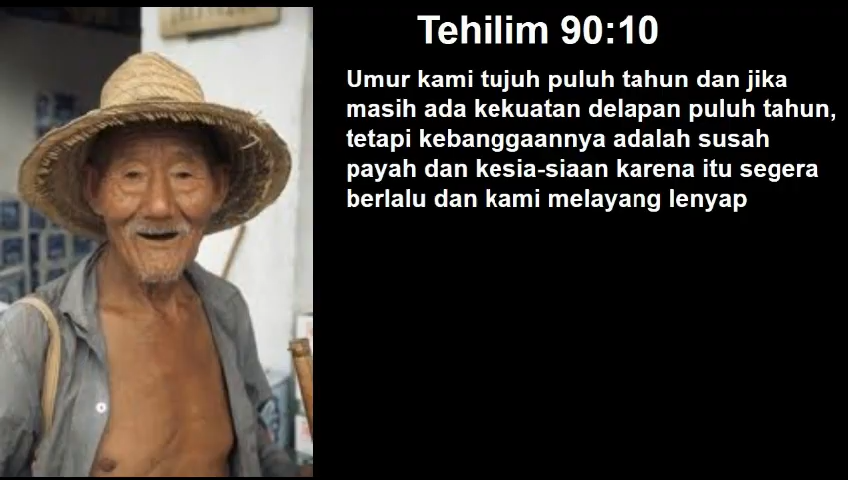 Tehilim 90:10
Umur kami tujuh puluh tahun dan jika
masih ada kekuatan delapan puluh tahun,
tetapi kebanggaannya adalah susah
payah dan kesia-siaan karena itu segera
berlalu dan kami melayang lenyap